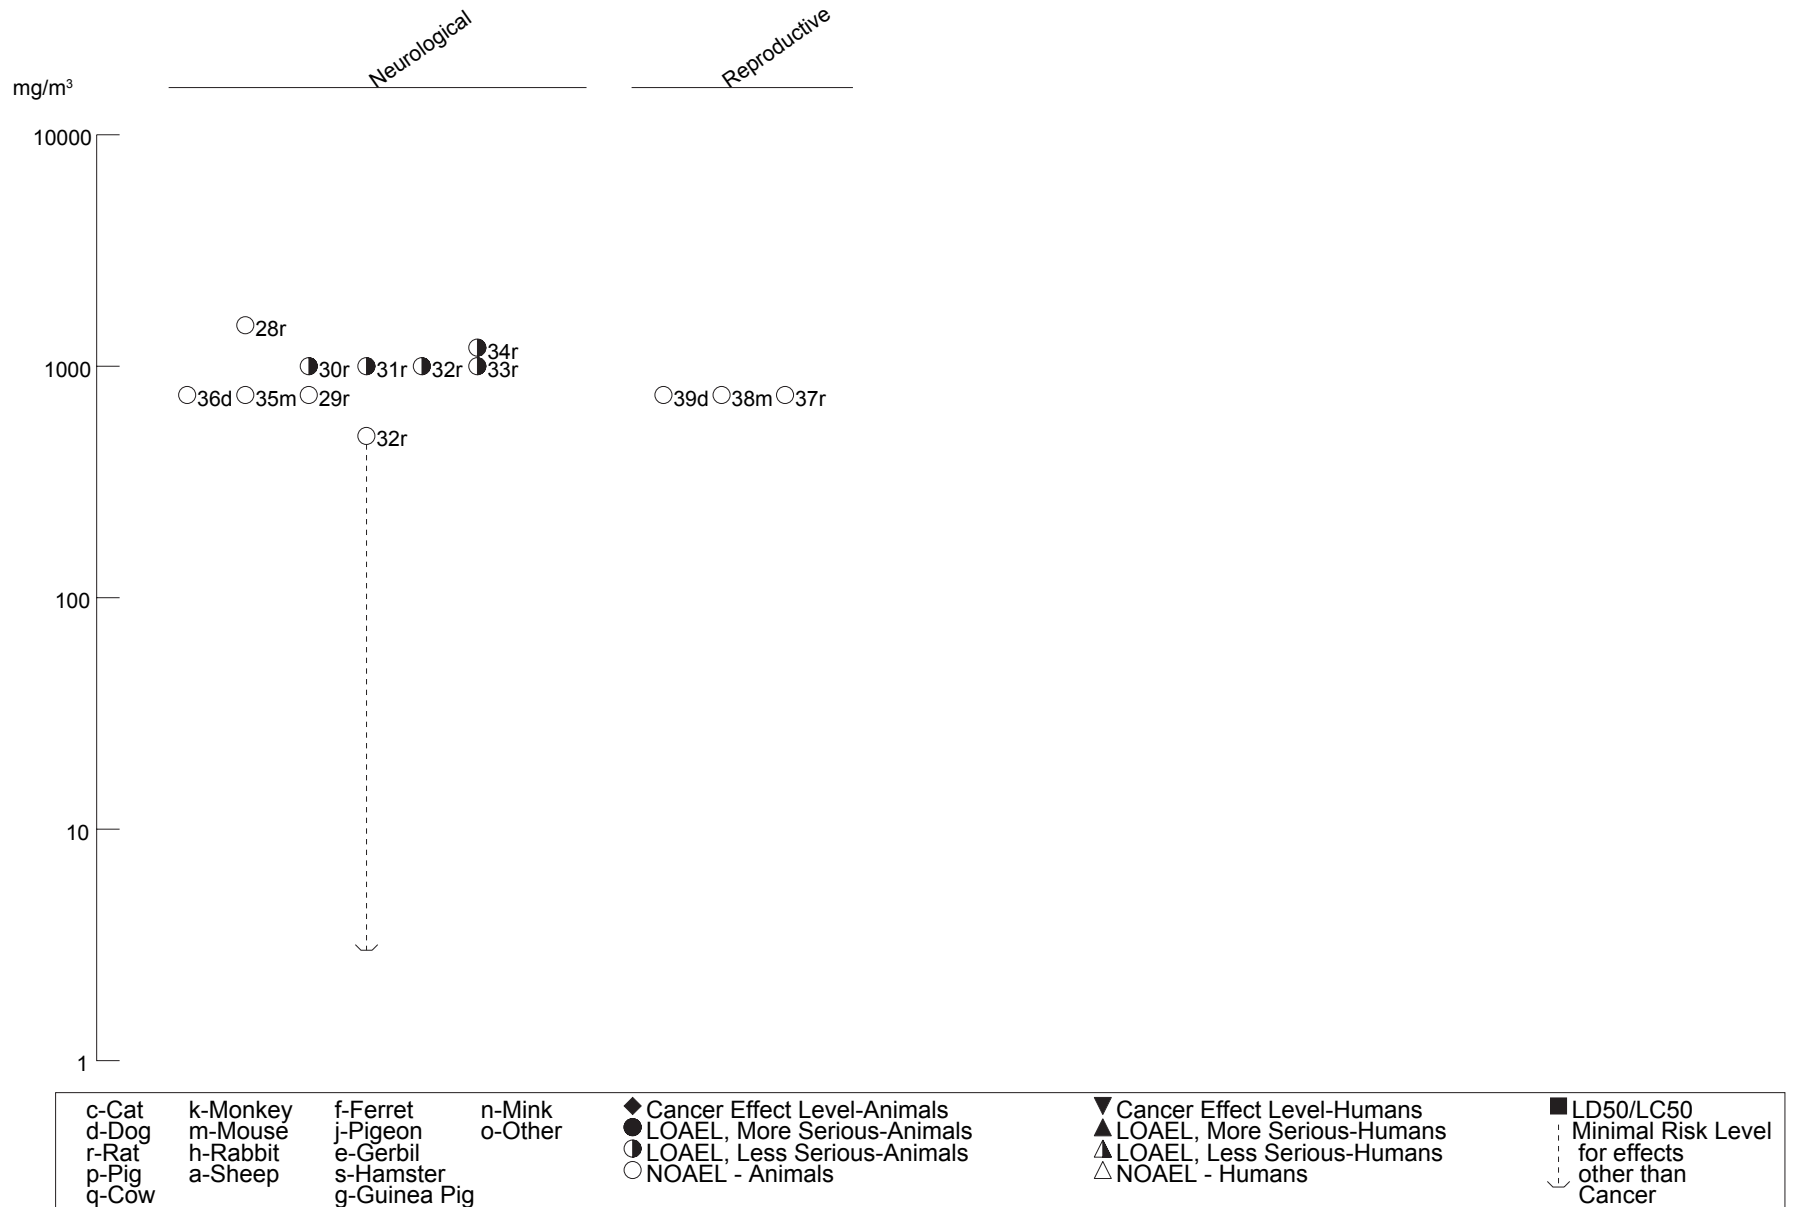 Neurological
Reproductive
mg/m³
10000
28r
34r
1000
30r
31r
32r
33r
36d
35m
29r
39d
38m
37r
32r
100
10
1
c-Cat
d-Dog
r-Rat
p-Pig
q-Cow
k-Monkey
m-Mouse
h-Rabbit
a-Sheep
f-Ferret
j-Pigeon
e-Gerbil
s-Hamster
g-Guinea Pig
n-Mink
o-Other
Cancer Effect Level-Animals
LOAEL, More Serious-Animals
LOAEL, Less Serious-Animals
NOAEL - Animals
Cancer Effect Level-Humans
LOAEL, More Serious-Humans
LOAEL, Less Serious-Humans
NOAEL - Humans
LD50/LC50
Minimal Risk Level
for effects
other than
Cancer